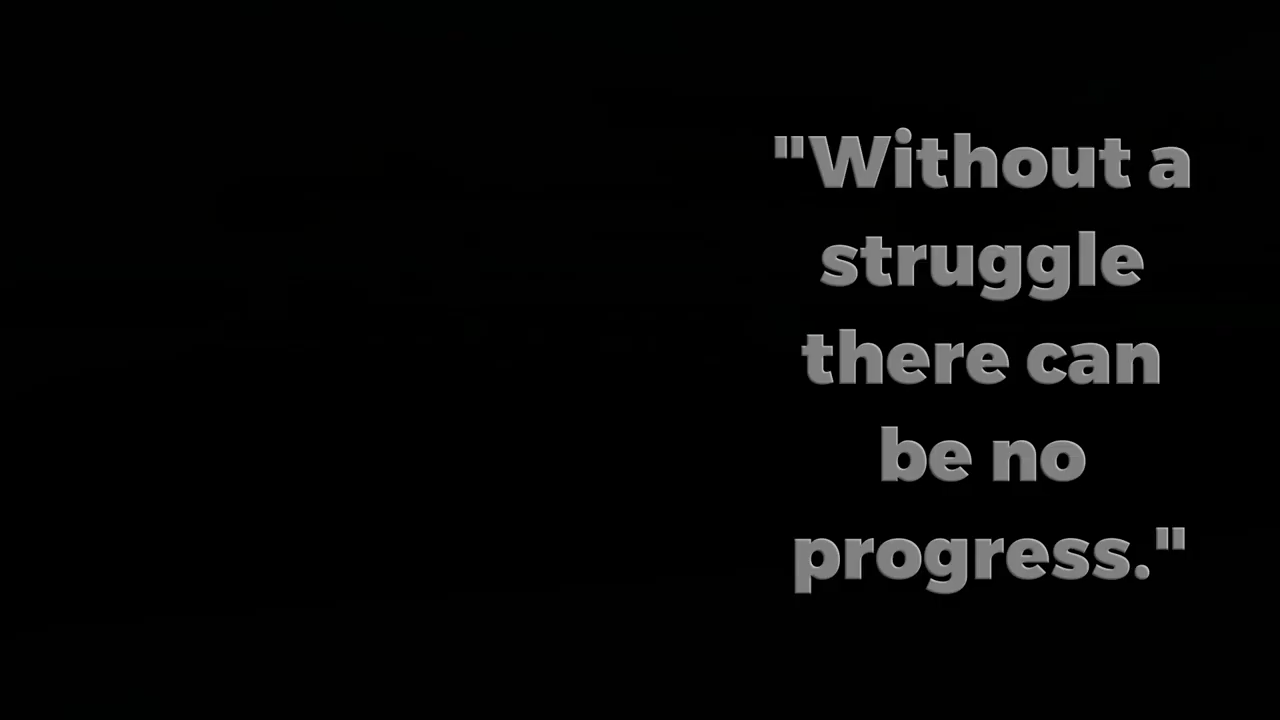 "Without a
struggle
there can
be no
progress."